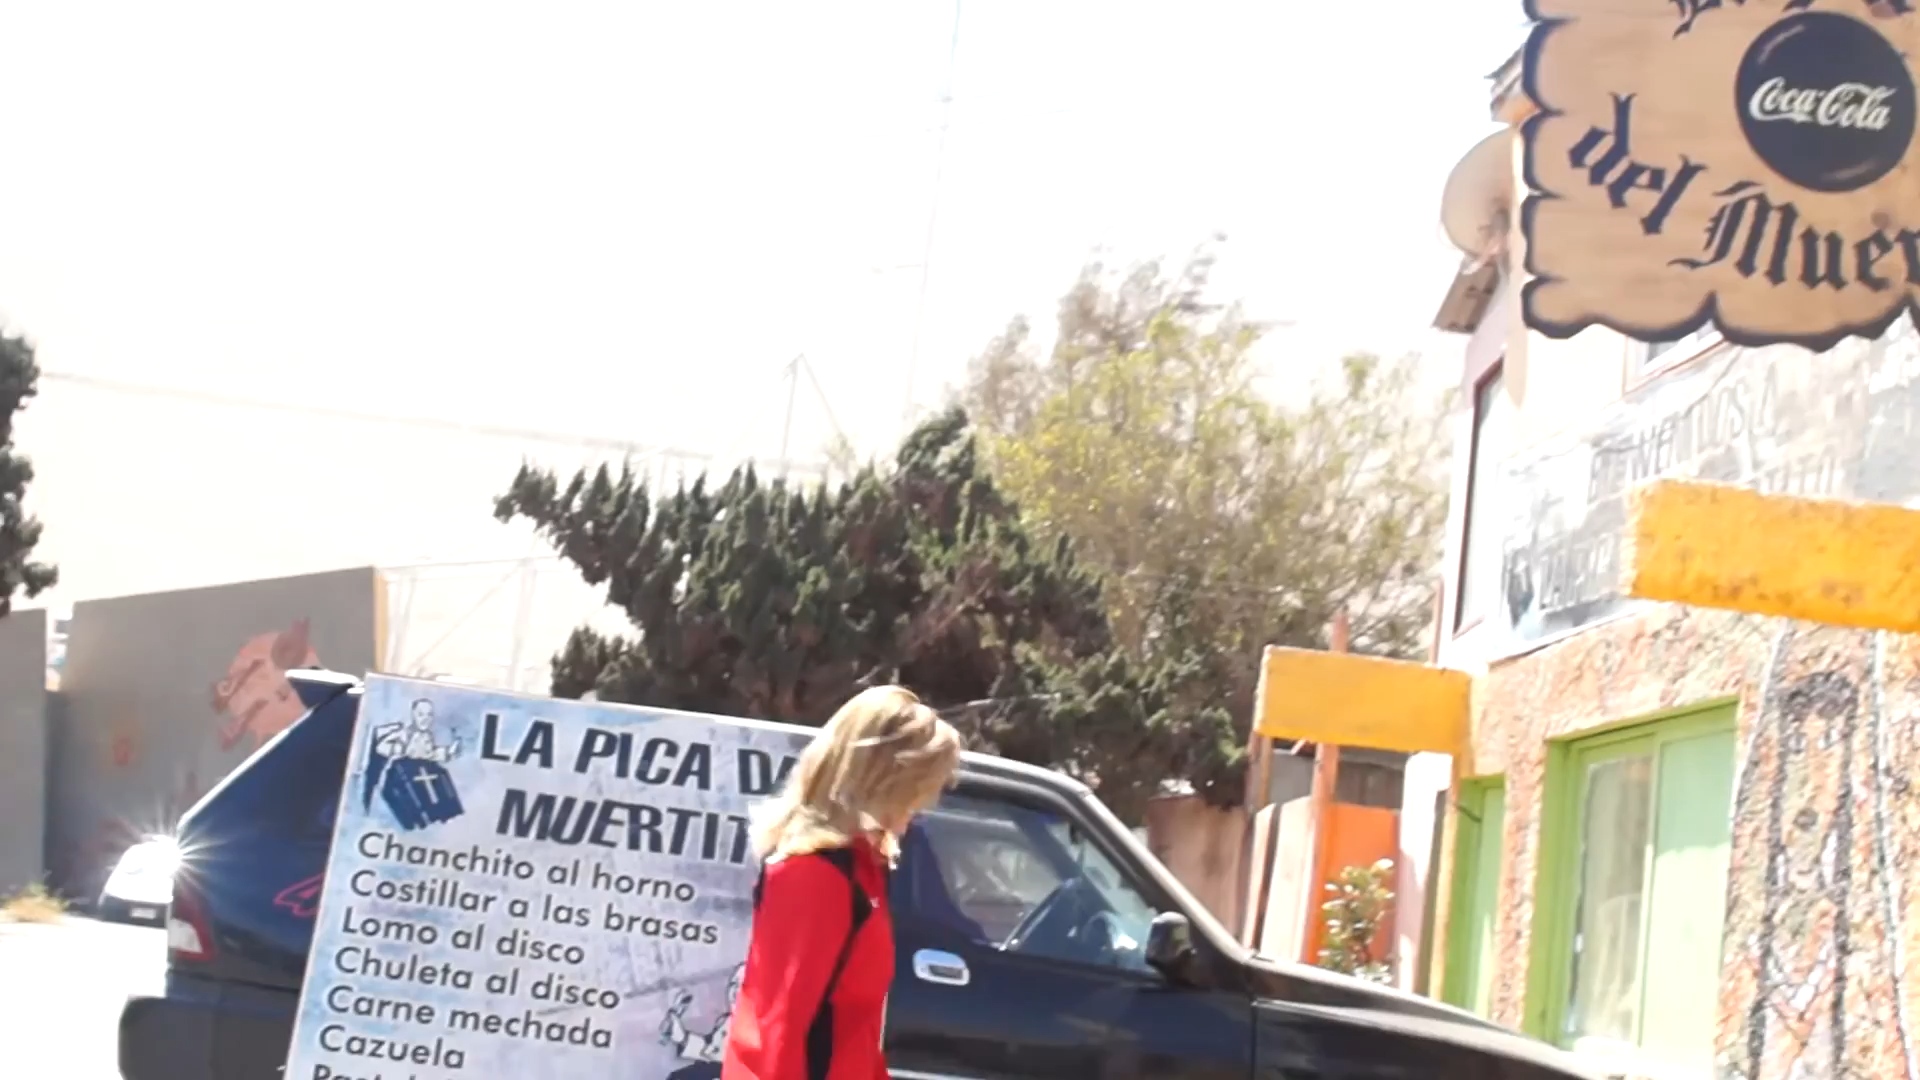 Coca-Cola
del Muer
LA PICA D
MUERTIT
Chanchito al horno
Costillar a las brasas
Lomo al disco
Chuleta al disco
Carne mechada
Cazuela